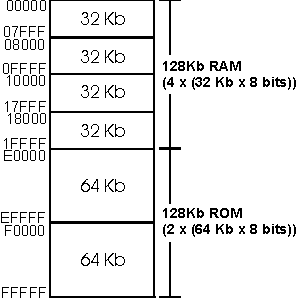 00000
32 Kb
07FFF
08000
32 Kb
0FFFF
10000
32 Kb
17FFF
18000
32 Kb
1FFFF
E0000
64 Kb
EFFFF
F0000
64 Kb
FFFFF
128Kb RAM
(4 x (32 Kb x 8 bits))
128Kb ROM
(2 x (64 Kb x 8 bits))